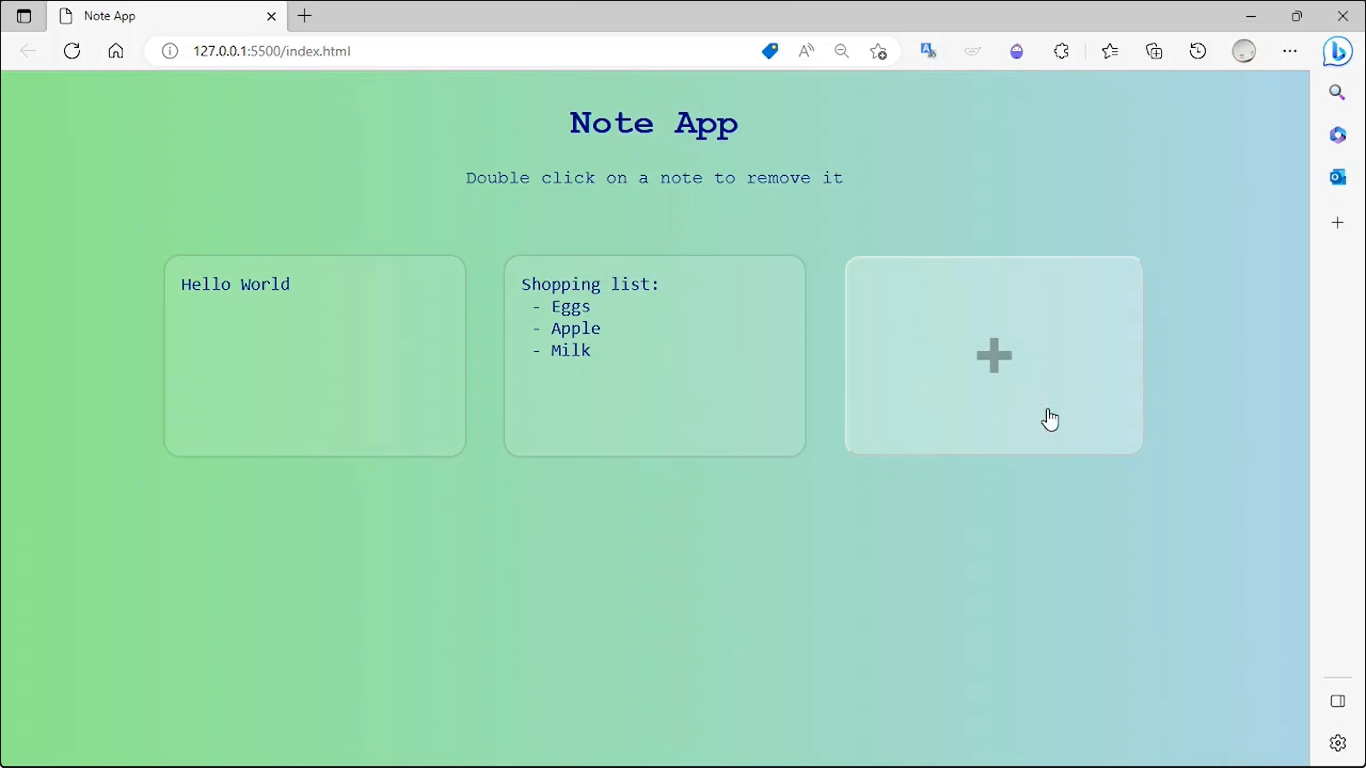 Note App
127.0.0.1:5500/index.html
Note App
Double click on a note to remove it
Hello World
Shopping list:
- Eggs
- Apple
- Milk